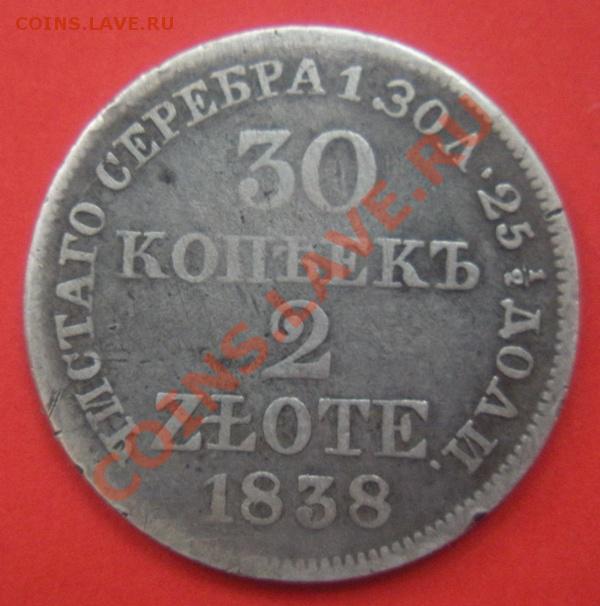 COINS.LAVE.RU
ЧИСТАГО СЕРЕБРА 1. ЗОЛ. 25 1/2 ДОЛИ.
30
КОПѢЕКЪ
2
ZŁOTE
1838
COINS.LAVE.RU